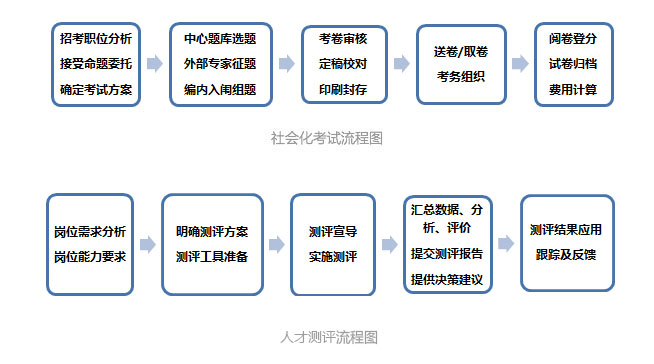 招考职位分析
接受命题委托
确定考试方案
中心题库选题
外部专家征题
编内入闱组题
考卷审核
定稿校对
印刷封存
送卷/取卷
考务组织
阅卷登分
试卷归档
费用计算
社会化考试流程图
岗位需求分析
岗位能力要求
明确测评方案
测评工具准备
测评宣导
实施测评
汇总数据、分
析、评价
提交测评报告
提供决策建议
测评结果应用
跟踪及反馈
人才测评流程图